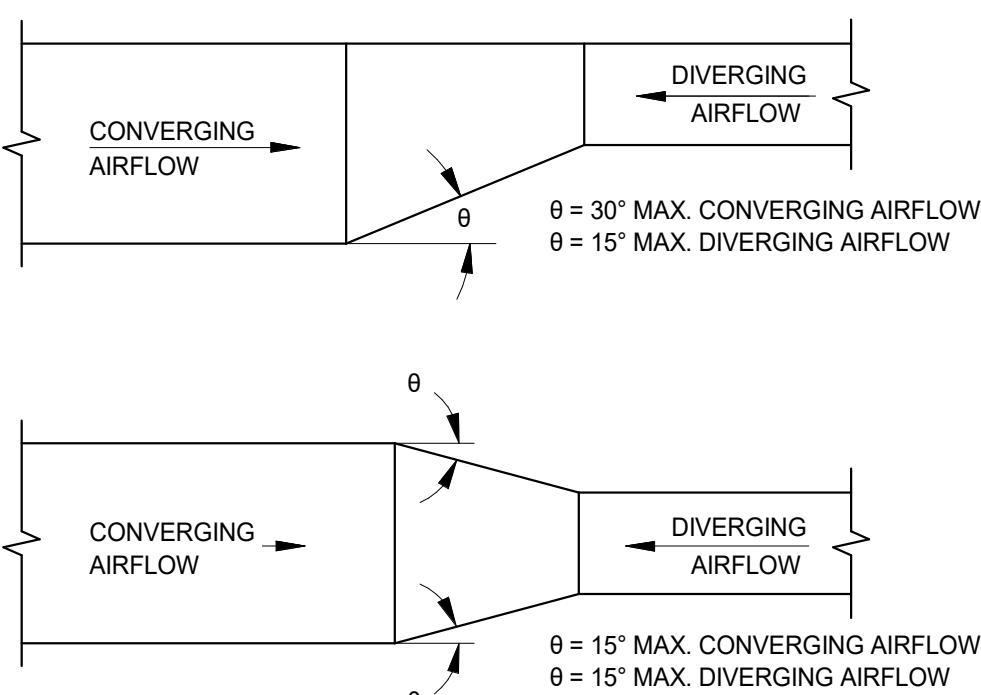 DIVERGING
AIRFLOW
CONVERGING
AIRFLOW
θ
θ = 30° MAX. CONVERGING AIRFLOW
θ = 15° MAX. DIVERGING AIRFLOW
θ
CONVERGING
AIRFLOW
DIVERGING
AIRFLOW
θ = 15° MAX. CONVERGING AIRFLOW
θ = 15° MAX. DIVERGING AIRFLOW